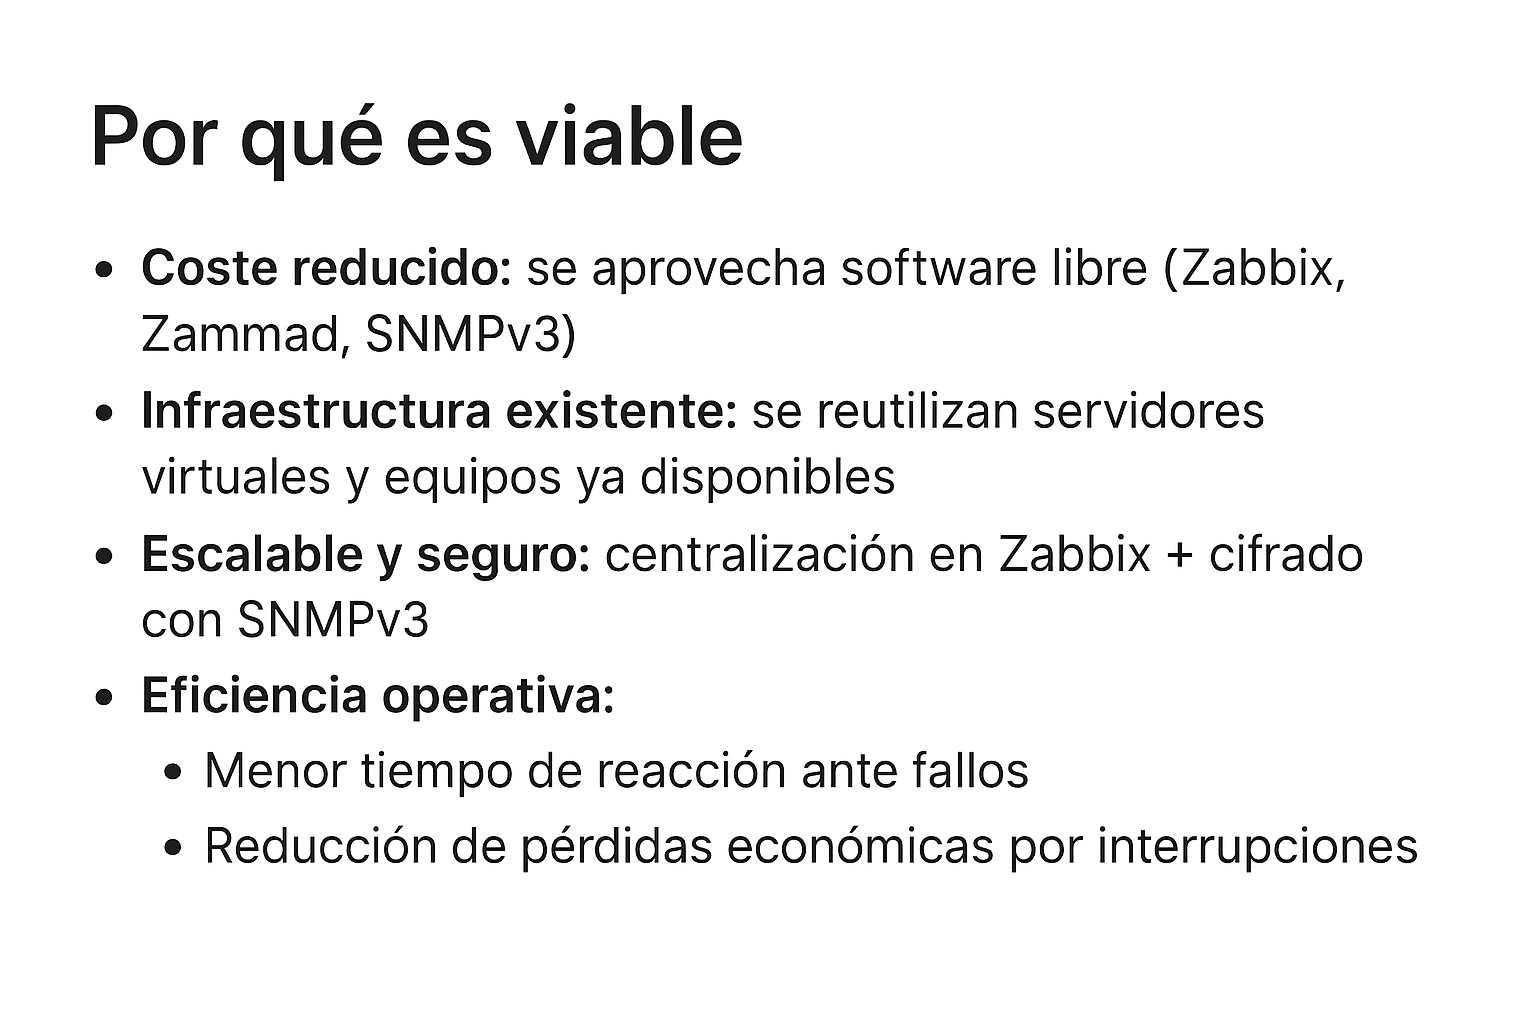 Por qué es viable
• Coste reducido: se aprovecha software libre (Zabbix,
Zammad, SNMPv3)
• Infraestructura existente: se reutilizan servidores
virtuales y equipos ya disponibles
• Escalable y seguro: centralización en Zabbix + cifrado
con SNMPv3
• Eficiencia operativa:
• Menor tiempo de reacción ante fallos
• Reducción de pérdidas económicas por interrupciones